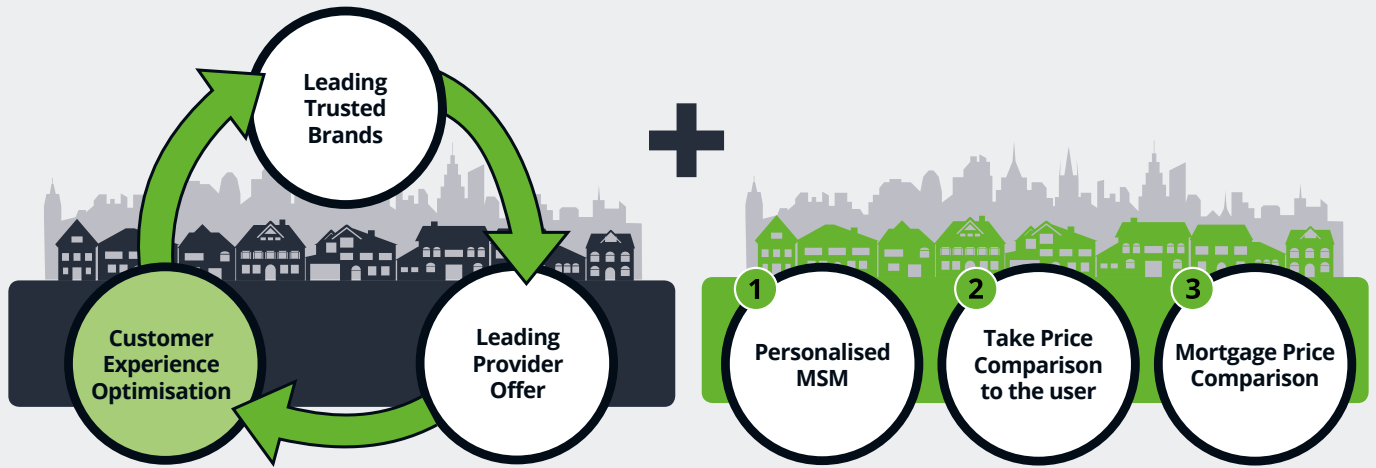 Leading
Trusted
Brands
Customer
Experience
Optimisation
Leading
Provider
Offer
1
Personalised
MSM
2
Take Price
Comparison
to the user
3
Mortgage Price
Comparison